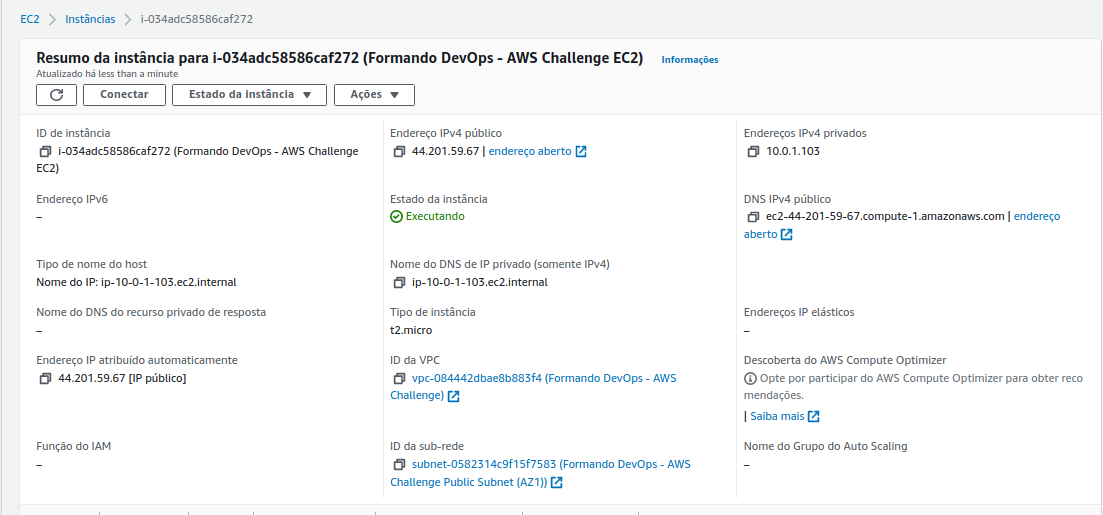 EC2 > Instâncias > i-034adc58586caf272
Resumo da instância para i-034adc58586caf272 (Formando DevOps - AWS Challenge EC2) Informações
Atualizado há less than a minute
Conectar Estado da instância Ações
ID de instância
i-034adc58586caf272 (Formando DevOps - AWS Challenge
EC2)
Endereço IPv4 público
44.201.59.67 | endereço aberto
Endereços IPv4 privados
10.0.1.103
Endereço IPv6
–
Estado da instância
Executando
DNS IPv4 público
ec2-44-201-59-67.compute-1.amazonaws.com | endereço
aberto
Tipo de nome do host
Nome do IP: ip-10-0-1-103.ec2.internal
Nome do DNS de IP privado (somente IPv4)
ip-10-0-1-103.ec2.internal
Nome do DNS do recurso privado de resposta
–
Tipo de instância
t2.micro
Endereços IP elásticos
–
Endereço IP atribuído automaticamente
44.201.59.67 [IP público]
ID da VPC
vpc-084442dbae8b883f4 (Formando DevOps - AWS
Challenge)
Descoberta do AWS Compute Optimizer
Opte por participar do AWS Compute Optimizer para obter reco
mendações.
| Saiba mais
Função do IAM
–
ID da sub-rede
subnet-0582314c9f15f7583 (Formando DevOps - AWS
Challenge Public Subnet (AZ1))
Nome do Grupo do Auto Scaling
–